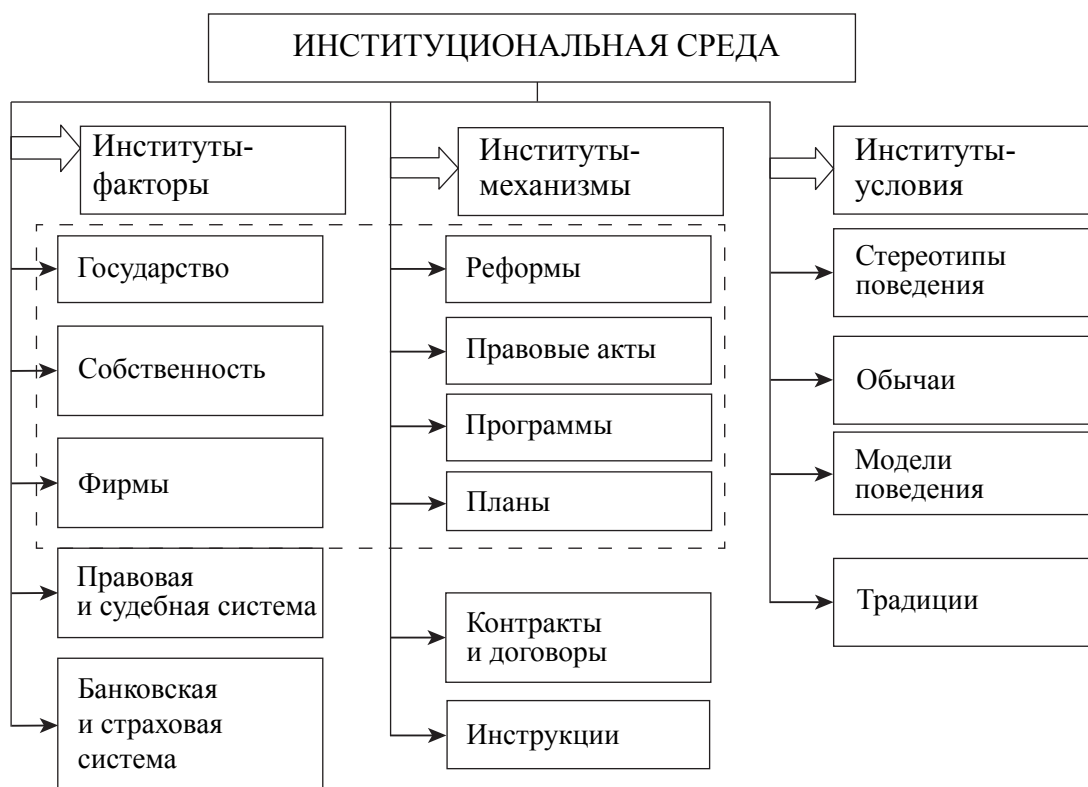 ИНСТИТУЦИОНАЛЬНАЯ СРЕДА
Институты-
факторы
Государство
Собственность
Фирмы
Правовая
и судебная система
Банковская
и страховая
система
Институты-
механизмы
Реформы
Правовые акты
Программы
Планы
Контракты
и договоры
Инструкции
Институты-
условия
Стереотипы
поведения
Обычаи
Модели
поведения
Традиции